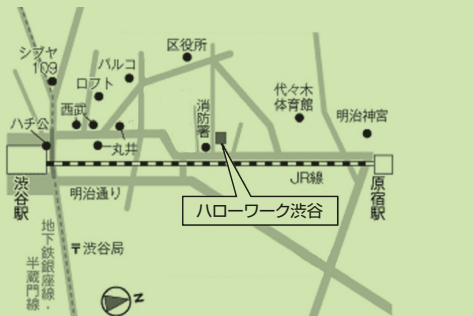 区役所
シブヤ
109
パルコ
ロフト
西武
ハチ公
丸井
消防署
代々木
体育館
明治神宮
JR線
渋谷駅
原宿駅
明治通り
ハローワーク渋谷
〒渋谷局
地下鉄銀座線・
半蔵門線
N